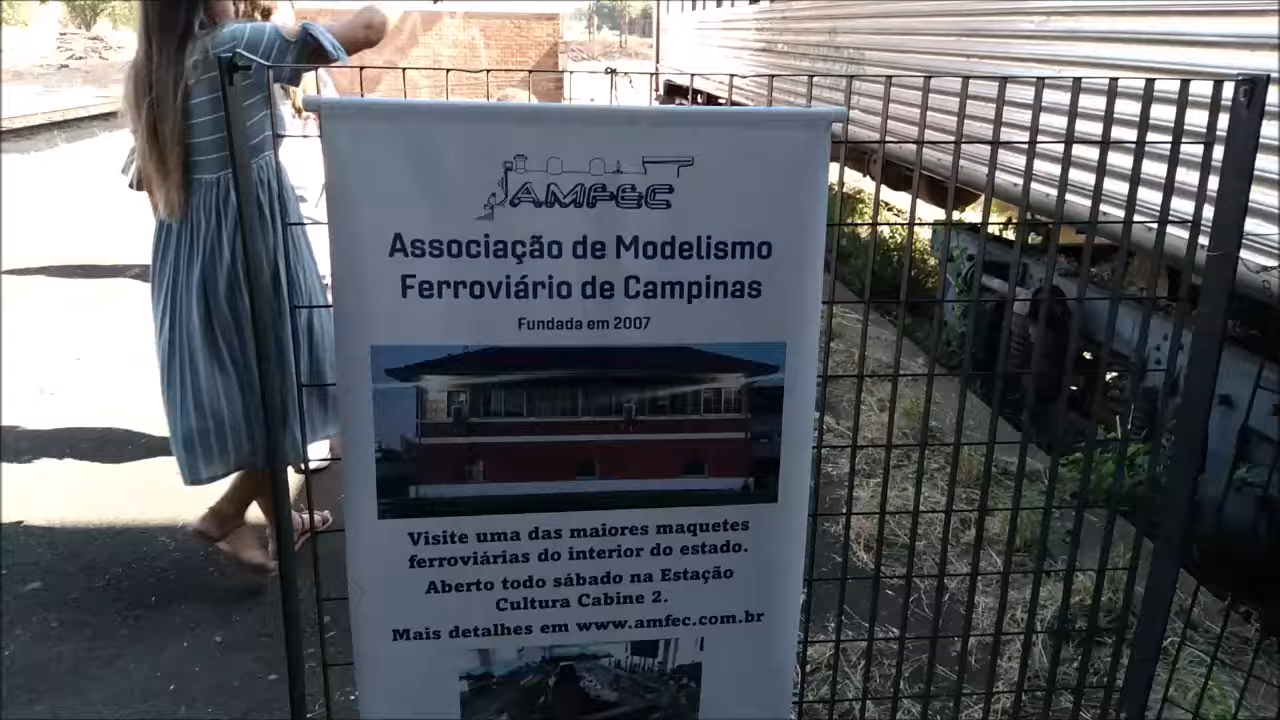 AMFEC
Associação de Modelismo
Ferroviário de Campinas
Fundada em 2007
Visite uma das maiores maquetes
ferroviárias do interior do estado.
Aberto todo sábado na Estação
Cultura Cabine 2.
Mais detalhes em www.amfec.com.br